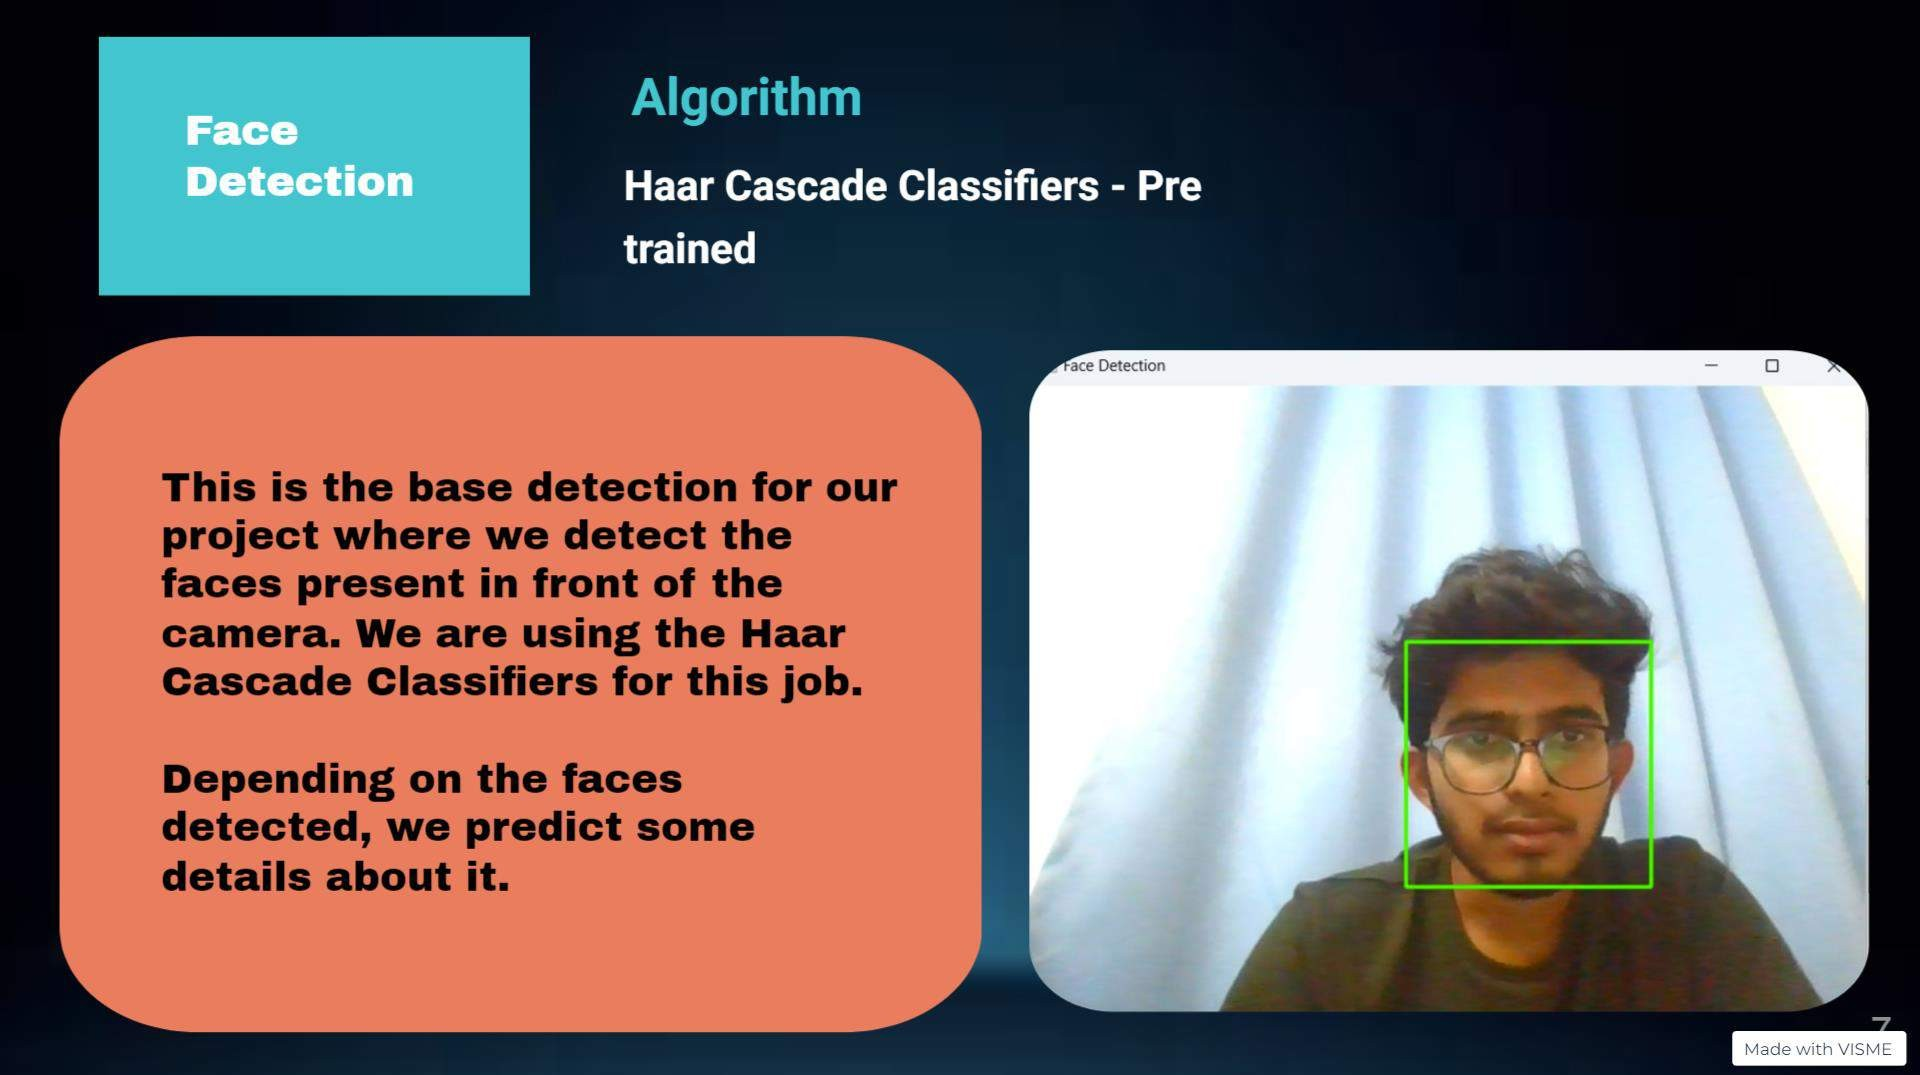 Face
Detection
Algorithm
Haar Cascade Classifiers - Pre
trained
This is the base detection for our
project where we detect the
faces present in front of the
camera. We are using the Haar
Cascade Classifiers for this job.
Depending on the faces
detected, we predict some
details about it.
Face Detection
7
Made with VISME